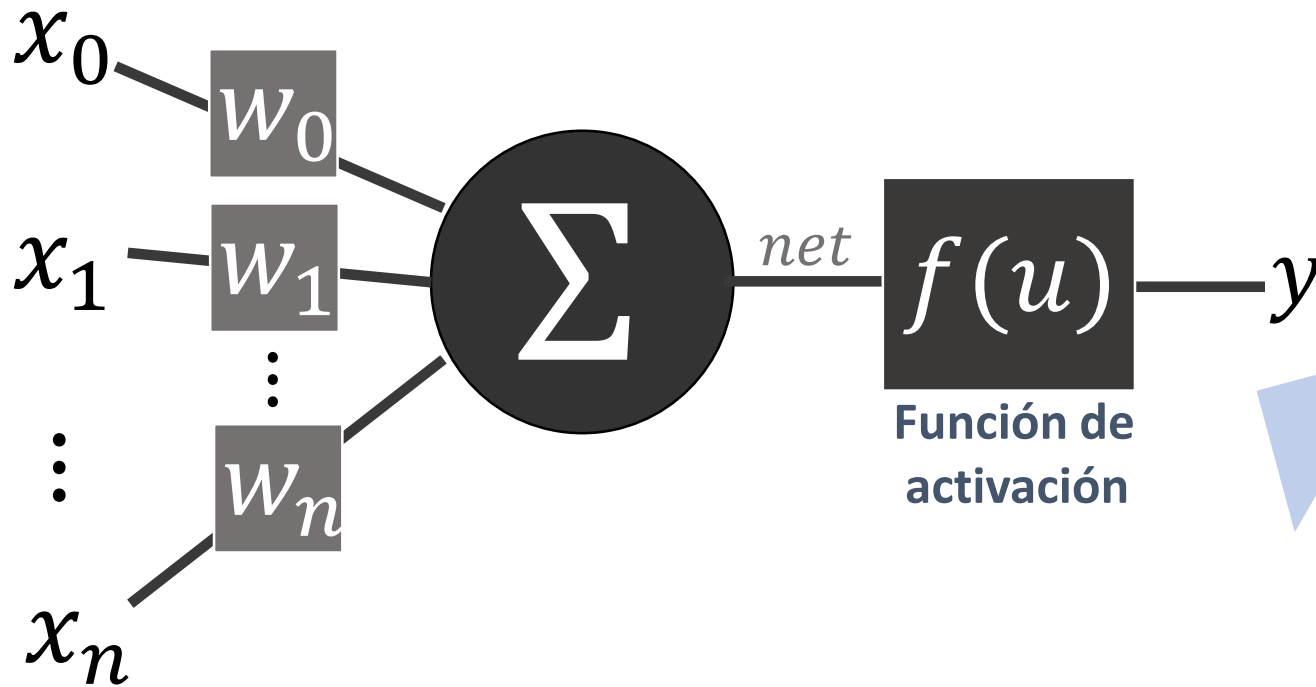 x₀
w₀
x₁
w₁
⋮
⋮
wₙ
xₙ
Σ
net
f(u)
y
Función de
activación